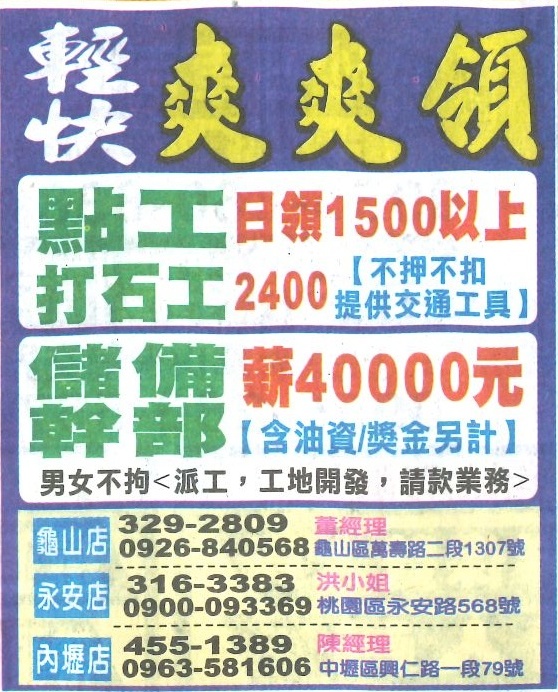 輕快 爽爽領
點工 日領1500以上
打石工 2400 【不押不扣
提供交通工具】
儲備幹部 薪40000元
【含油資/獎金另計】
男女不拘<派工，工地開發，請款業務>
龜山店 329-2809 董經理
0926-840568 龜山區萬壽路二段1307號
永安店 316-3383 洪小姐
0900-093369 桃園區永安路568號
內壢店 455-1389 陳經理
0963-581606 中壢區興仁路一段79號